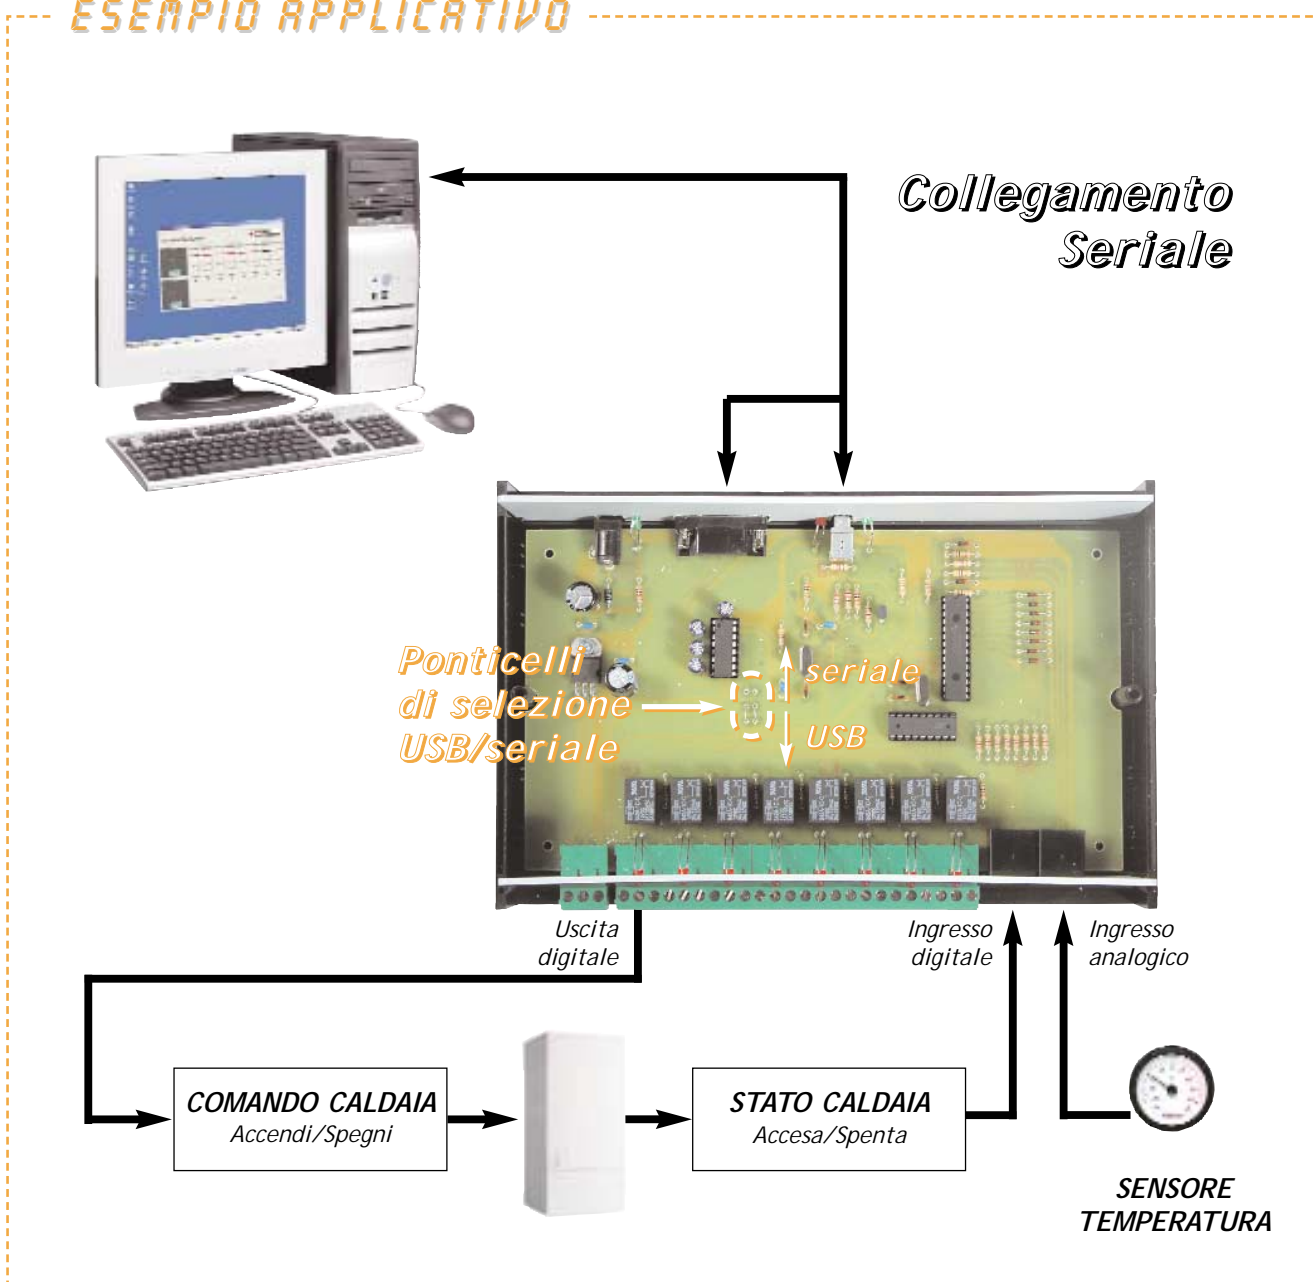 ESEMPIO APPLICATIVO
Collegamento
Seriale
Ponticelli
di selezione
USB/seriale
seriale
USB
Uscita
digitale
Ingresso
digitale
Ingresso
analogico
COMANDO CALDAIA
Accendi/Spegni
STATO CALDAIA
Accesa/Spenta
SENSORE
TEMPERATURA